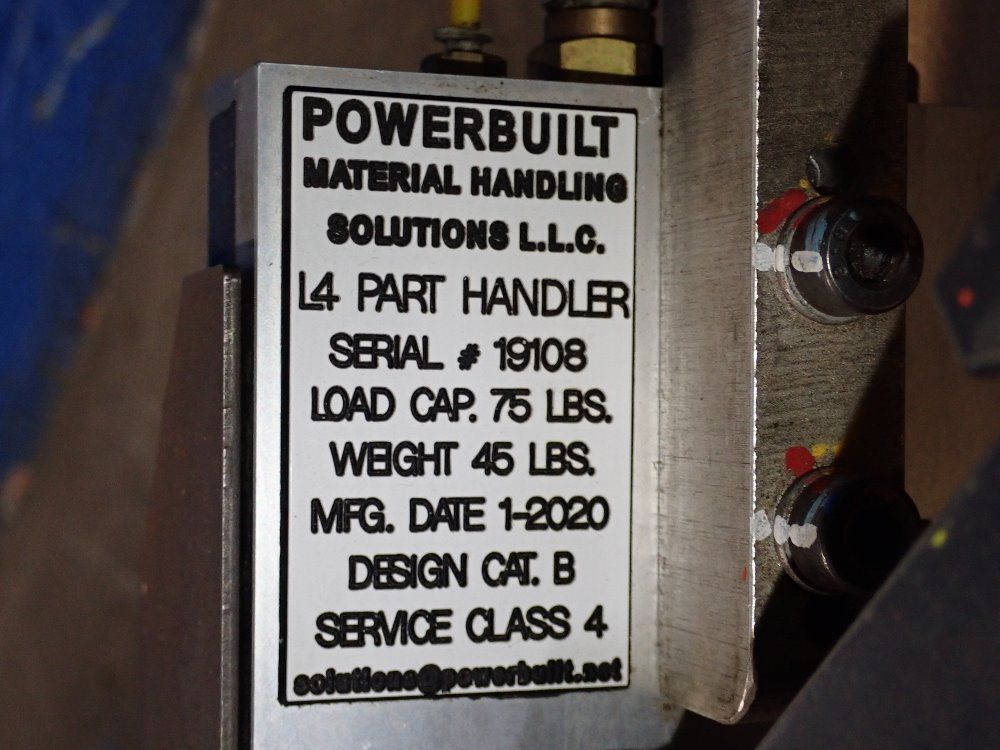 POWERBUILT
MATERIAL HANDLING
SOLUTIONS L.L.C.
L4 PART HANDLER
SERIAL # 19108
LOAD CAP. 75 LBS.
WEIGHT 45 LBS.
MFG. DATE 1-2020
DESIGN CAT. B
SERVICE CLASS 4
solutions@powerbuilt.net